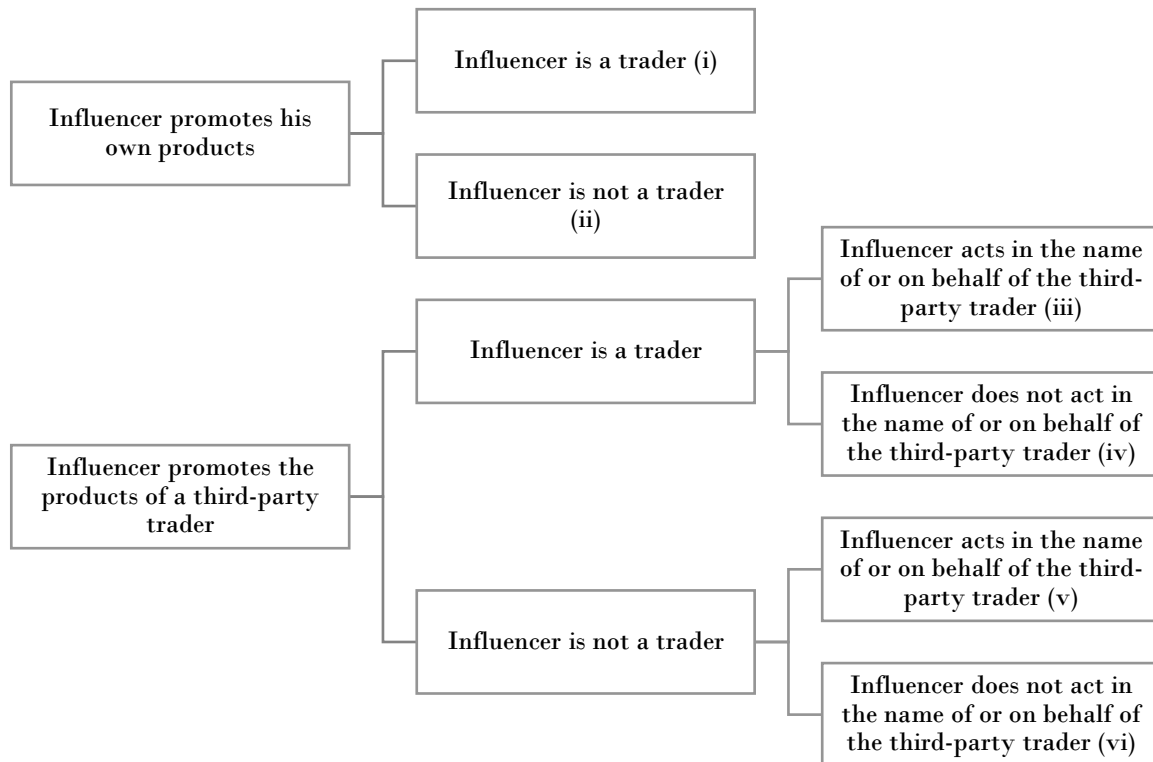 Influencer promotes his
own products
Influencer is a trader (i)
Influencer is not a trader
(ii)
Influencer promotes the
products of a third-party
trader
Influencer is a trader
Influencer acts in the name
of or on behalf of the third-
party trader (iii)
Influencer does not act in
the name of or on behalf of
the third-party trader (iv)
Influencer is not a trader
Influencer acts in the name
of or on behalf of the third-
party trader (v)
Influencer does not act in
the name of or on behalf of
the third-party trader (vi)